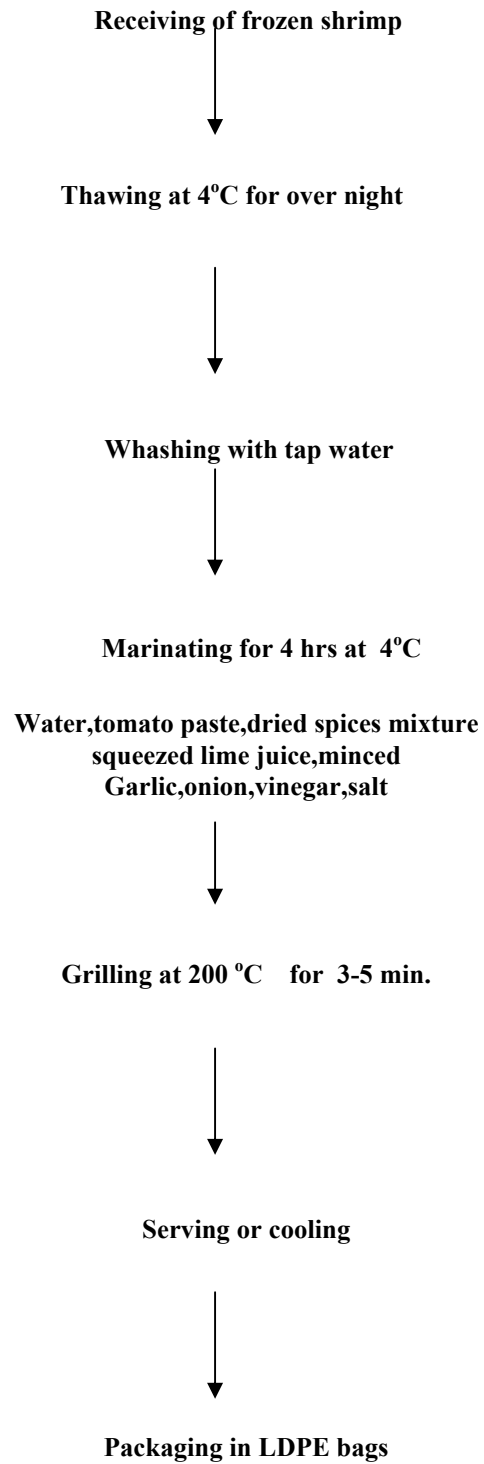 Receiving of frozen shrimp
Thawing at 4°C for over night
Whashing with tap water
Marinating for 4 hrs at 4°C
Water,tomato paste,dried spices mixture
squeezed lime juice,minced
Garlic,onion,vinegar,salt
Grilling at 200 °C for 3-5 min.
Serving or cooling
Packaging in LDPE bags